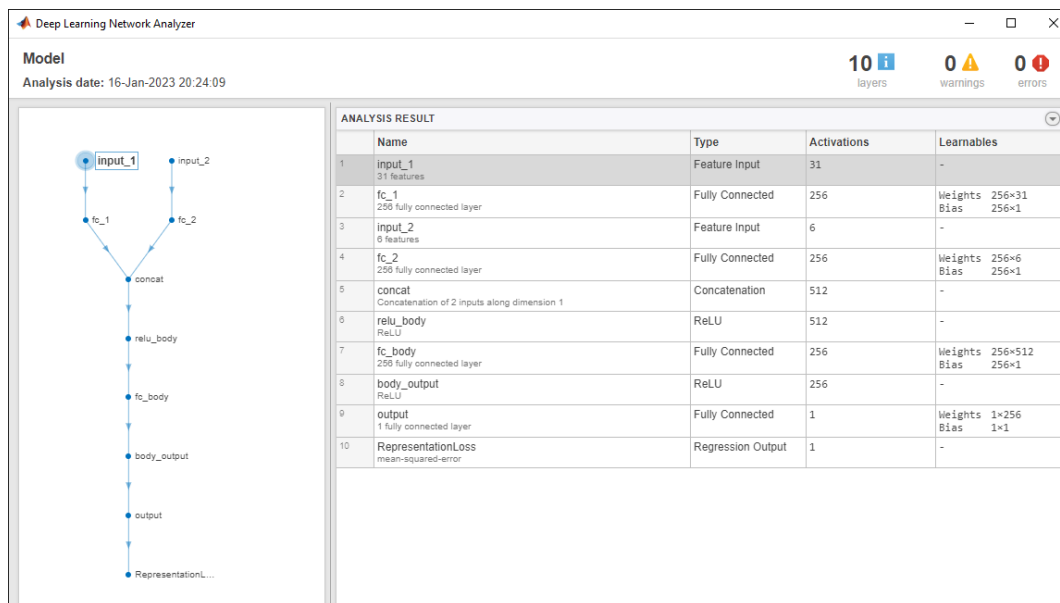 Deep Learning Network Analyzer
Model
Analysis date: 16-Jan-2023 20:24:09
10 i
layers
0
warnings
0
errors
input_1
input_2
fc_1
fc_2
concat
relu_body
fc_body
body_output
output
RepresentationL...
ANALYSIS RESULT
Name Type Activations Learnables
1 input_1 Feature Input 31 -
31 features
2 fc_1 Fully Connected 256 Weights 256×31
256 fully connected layer Bias 256×1
3 input_2 Feature Input 6 -
6 features
4 fc_2 Fully Connected 256 Weights 256×6
256 fully connected layer Bias 256×1
5 concat Concatenation 512 -
Concatenation of 2 inputs along dimension 1
6 relu_body ReLU 512 -
ReLU
7 fc_body Fully Connected 256 Weights 256×512
256 fully connected layer Bias 256×1
8 body_output ReLU 256 -
ReLU
9 output Fully Connected 1 Weights 1×256
1 fully connected layer Bias 1×1
10 RepresentationLoss Regression Output 1 -
mean-squared-error